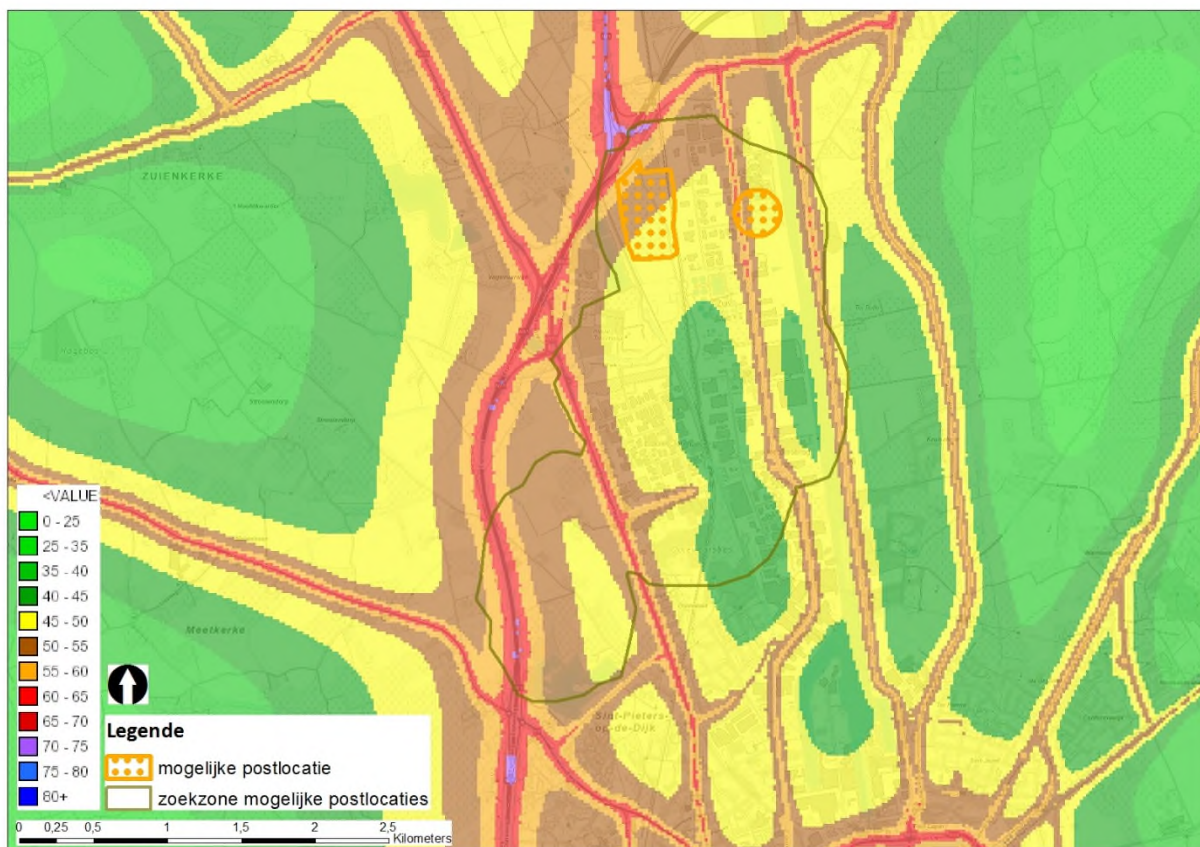 ZUIENKERKE
Meetkerke
Sint-Pieters-
op-de-Dijk
<VALUE
0 - 25
25 - 35
35 - 40
40 - 45
45 - 50
50 - 55
55 - 60
60 - 65
65 - 70
70 - 75
75 - 80
80+
Legende
mogelijke postlocatie
zoekzone mogelijke postlocaties
0 0,25 0,5 1 1,5 2 2,5
Kilometers